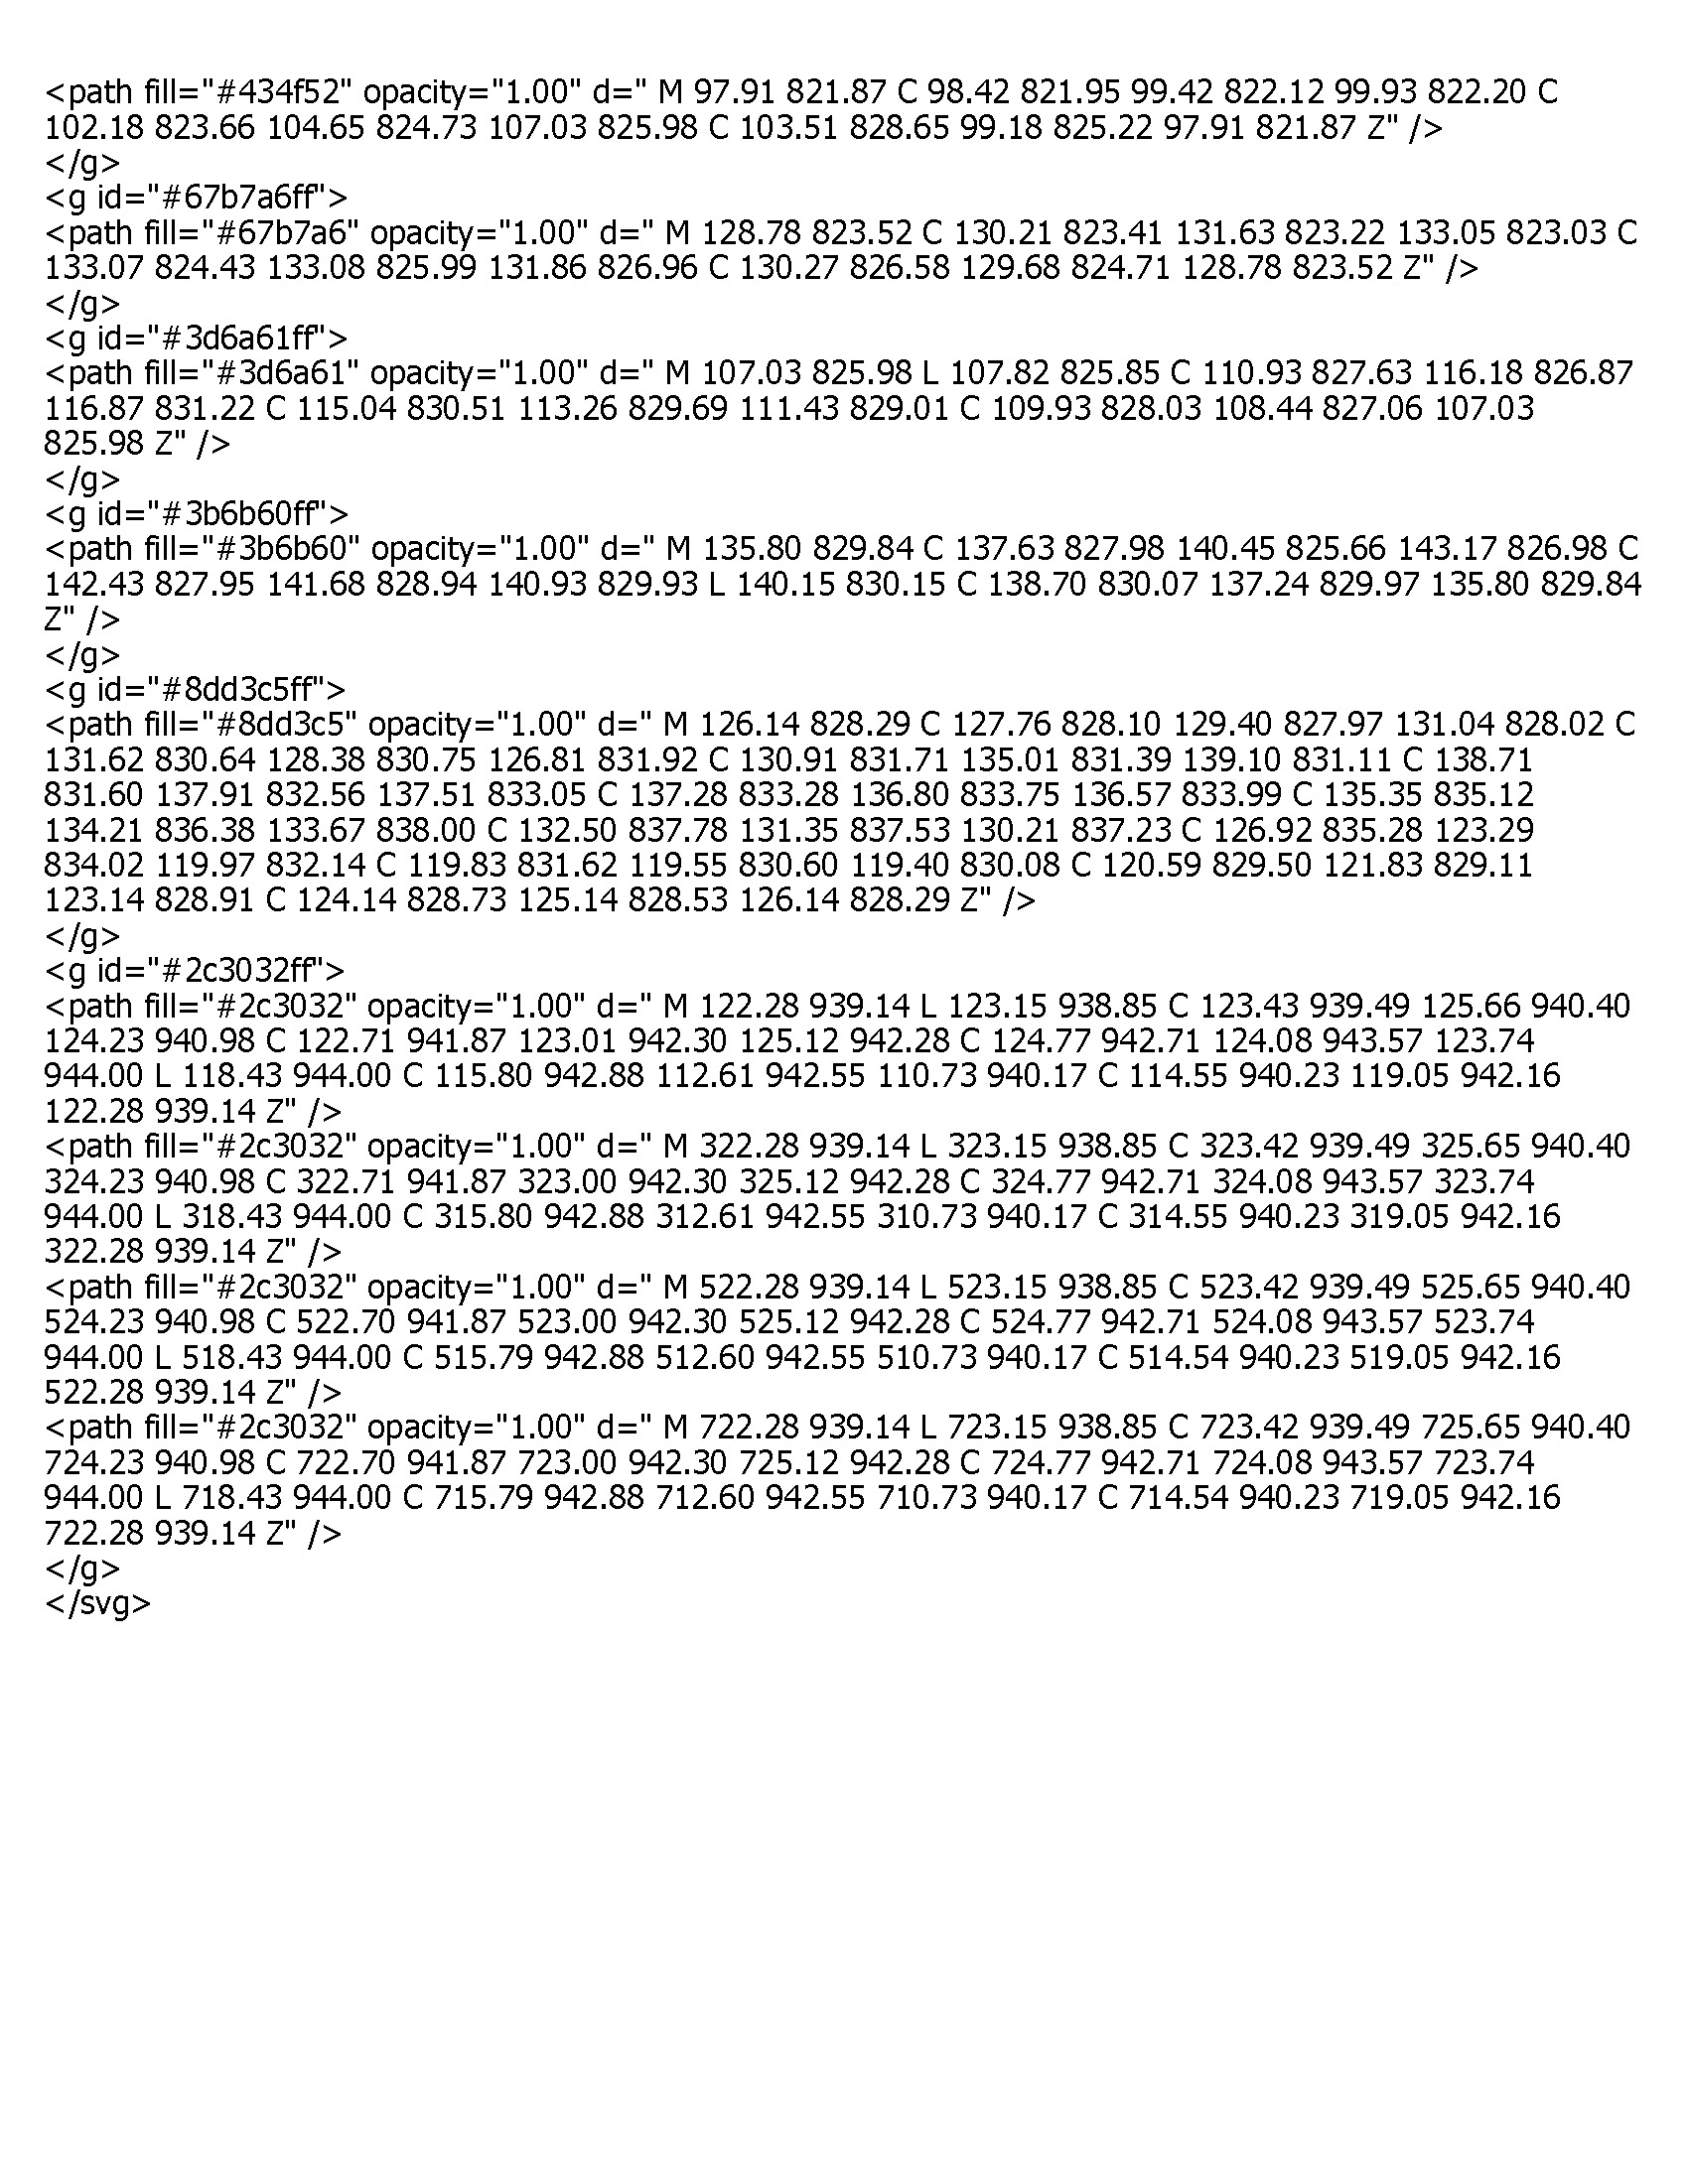 <path fill="#434f52" opacity="1.00" d=" M 97.91 821.87 C 98.42 821.95 99.42 822.12 99.93 822.20 C
102.18 823.66 104.65 824.73 107.03 825.98 C 103.51 828.65 99.18 825.22 97.91 821.87 Z" />
</g>
<g id="#67b7a6ff">
<path fill="#67b7a6" opacity="1.00" d=" M 128.78 823.52 C 130.21 823.41 131.63 823.22 133.05 823.03 C
133.07 824.43 133.08 825.99 131.86 826.96 C 130.27 826.58 129.68 824.71 128.78 823.52 Z" />
</g>
<g id="#3d6a61ff">
<path fill="#3d6a61" opacity="1.00" d=" M 107.03 825.98 L 107.82 825.85 C 110.93 827.63 116.18 826.87
116.87 831.22 C 115.04 830.51 113.26 829.69 111.43 829.01 C 109.93 828.03 108.44 827.06 107.03
825.98 Z" />
</g>
<g id="#3b6b60ff">
<path fill="#3b6b60" opacity="1.00" d=" M 135.80 829.84 C 137.63 827.98 140.45 825.66 143.17 826.98 C
142.43 827.95 141.68 828.94 140.93 829.93 L 140.15 830.15 C 138.70 830.07 137.24 829.97 135.80 829.84
Z" />
</g>
<g id="#8dd3c5ff">
<path fill="#8dd3c5" opacity="1.00" d=" M 126.14 828.29 C 127.76 828.10 129.40 827.97 131.04 828.02 C
131.62 830.64 128.38 830.75 126.81 831.92 C 130.91 831.71 135.01 831.39 139.10 831.11 C 138.71
831.60 137.91 832.56 137.51 833.05 C 137.28 833.28 136.80 833.75 136.57 833.99 C 135.35 835.12
134.21 836.38 133.67 838.00 C 132.50 837.78 131.35 837.53 130.21 837.23 C 126.92 835.28 123.29
834.02 119.97 832.14 C 119.83 831.62 119.55 830.60 119.40 830.08 C 120.59 829.50 121.83 829.11
123.14 828.91 C 124.14 828.73 125.14 828.53 126.14 828.29 Z" />
</g>
<g id="#2c3032ff">
<path fill="#2c3032" opacity="1.00" d=" M 122.28 939.14 L 123.15 938.85 C 123.43 939.49 125.66 940.40
124.23 940.98 C 122.71 941.87 123.01 942.30 125.12 942.28 C 124.77 942.71 124.08 943.57 123.74
944.00 L 118.43 944.00 C 115.80 942.88 112.61 942.55 110.73 940.17 C 114.55 940.23 119.05 942.16
122.28 939.14 Z" />
<path fill="#2c3032" opacity="1.00" d=" M 322.28 939.14 L 323.15 938.85 C 323.42 939.49 325.65 940.40
324.23 940.98 C 322.71 941.87 323.00 942.30 325.12 942.28 C 324.77 942.71 324.08 943.57 323.74
944.00 L 318.43 944.00 C 315.80 942.88 312.61 942.55 310.73 940.17 C 314.55 940.23 319.05 942.16
322.28 939.14 Z" />
<path fill="#2c3032" opacity="1.00" d=" M 522.28 939.14 L 523.15 938.85 C 523.42 939.49 525.65 940.40
524.23 940.98 C 522.70 941.87 523.00 942.30 525.12 942.28 C 524.77 942.71 524.08 943.57 523.74
944.00 L 518.43 944.00 C 515.79 942.88 512.60 942.55 510.73 940.17 C 514.54 940.23 519.05 942.16
522.28 939.14 Z" />
<path fill="#2c3032" opacity="1.00" d=" M 722.28 939.14 L 723.15 938.85 C 723.42 939.49 725.65 940.40
724.23 940.98 C 722.70 941.87 723.00 942.30 725.12 942.28 C 724.77 942.71 724.08 943.57 723.74
944.00 L 718.43 944.00 C 715.79 942.88 712.60 942.55 710.73 940.17 C 714.54 940.23 719.05 942.16
722.28 939.14 Z" />
</g>
</svg>